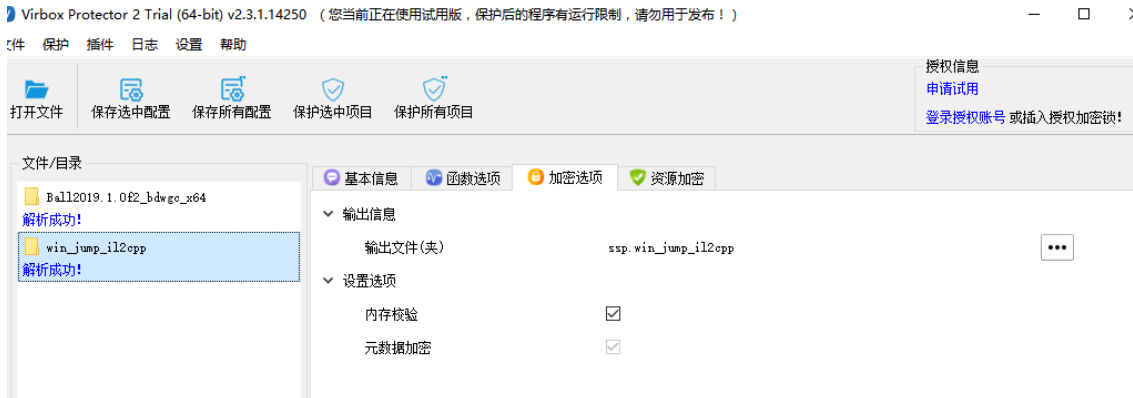 Virbox Protector 2 Trial (64-bit) v2.3.1.14250 （您当前正在使用试用版，保护后的程序有运行限制，请勿用于发布！）
文件 保护 插件 日志 设置 帮助
授权信息
申请试用
登录授权账号 或插入授权加密锁!
打开文件 保存选中配置 保存所有配置 保护选中项目 保护所有项目
文件/目录
基本信息 函数选项 加密选项 资源加密
Ball2019.1.0f2_bdwgc_x64
解析成功!
win_jump_il2cpp
解析成功!
输出信息
输出文件(夹) ssp.win_jump_il2cpp
设置选项
内存校验
元数据加密